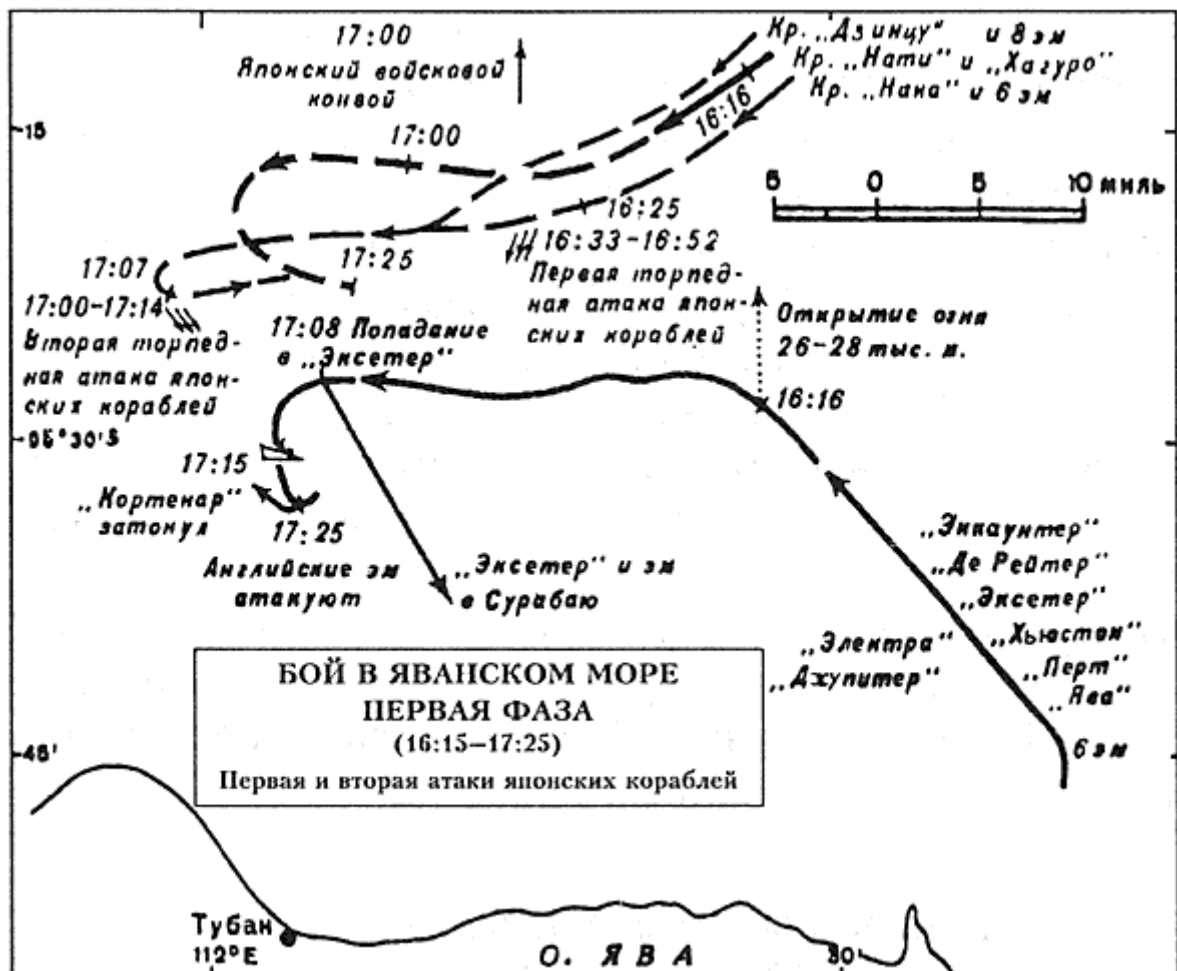 17:00
Японский войсковой
конвой
Кр. „Дзинцу" и 8 эм
Кр. „Нати" и „Хагуро"
Кр. „Нака" и 6 эм
16:16
15'
17:00
5 0 5 10 миль
16:25
16:33-16:52
Первая торпед-
ная атака япон-
ских кораблей
17:25
17:07
17:00-17:14
Вторая торпед-
ная атака япон-
ских кораблей
17:08 Попадание
в „Эксетер"
Открытие огня
26-28 тыс. м.
16:16
05°30'S
17:15
„Кортенар"
затонул
17:25
Английские эм
атакуют
„Эксетер" и эм
в Сурабаю
„Энкаунтер"
„Де Рейтер"
„Эксетер"
„Хьюстон"
„Перт"
„Ява"
6 эм
„Электра"
„Джупитер"
БОЙ В ЯВАНСКОМ МОРЕ
ПЕРВАЯ ФАЗА
(16:15–17:25)
Первая и вторая атаки японских кораблей
45'
Тубан
112°E
О. ЯВА
30'